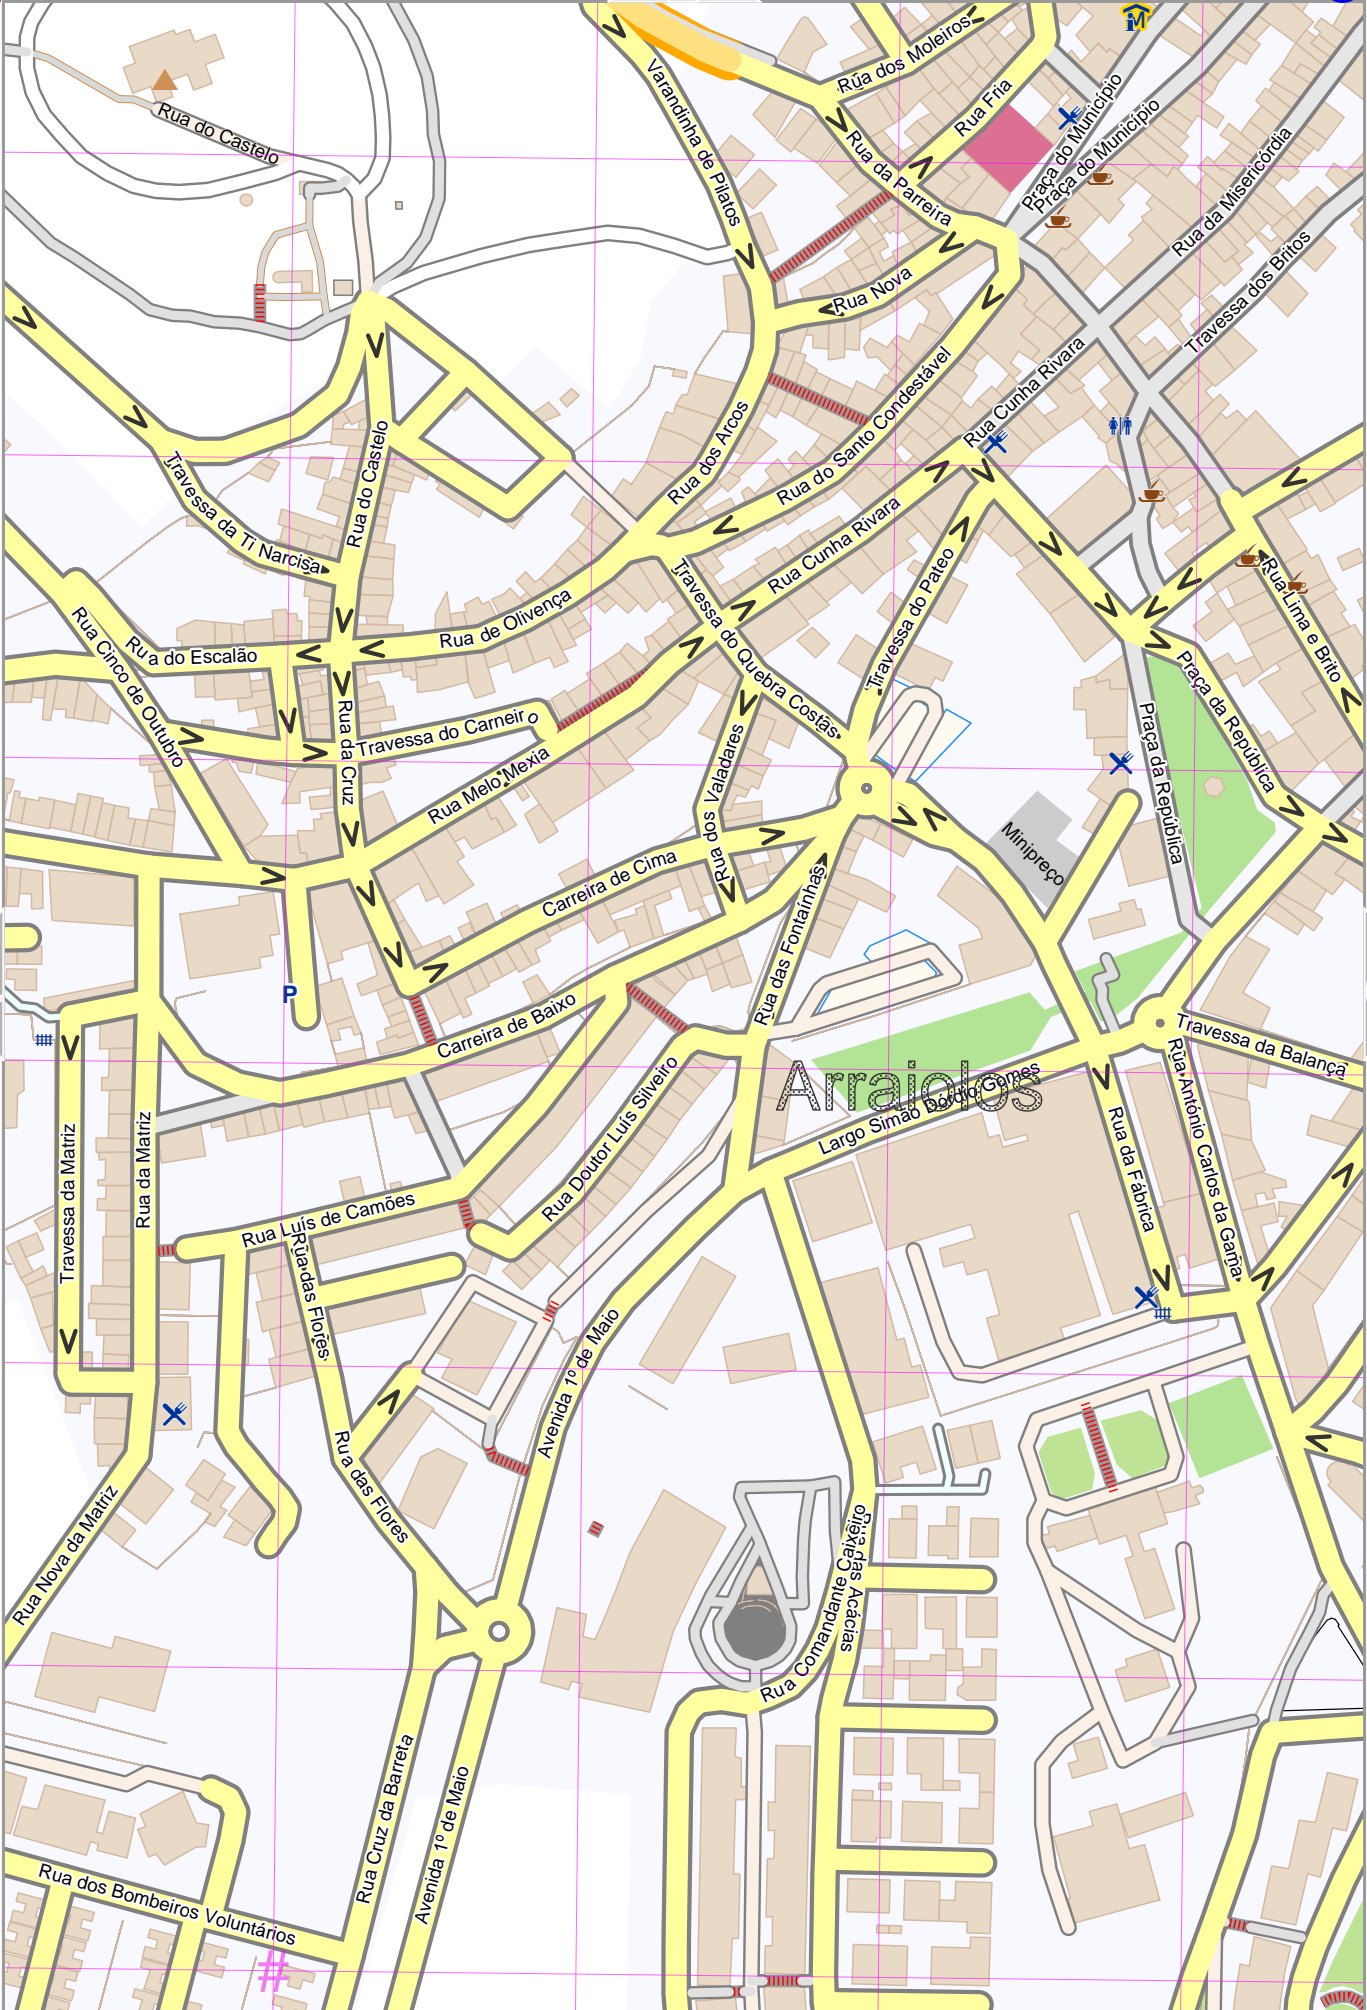 Rua do Castelo
Varandinha de Pilatos
Rúa dos Moleiros
Rua Fria
Praça do Município
Praça do Município
Rua da Parreira
Rua da Misericórdia
Travessa dos Britos
Rua Nova
Rua do Santo Condestável
Rua Cunha Rivara
Rua dos Arcos
Rua do Castelo
Travessa da Ti Narcisa
Rua Cunha Rivara
Travessa do Quebra Costas
Travessa do Pateo
Rua Lima e Brito
Rua de Olivença
Rua do Escalão
Rua Cinco de Outubro
Rua da Cruz
Travessa do Carneiro
Rua Melo Mexia
Rua dos Valadares
Praça da República
Praça da República
Minipreço
Carreira de Cima
Rua das Fontaínhas
P
Carreira de Baixo
Travessa da Balança
Arraiolos
Largo Simão Dórdio Gomes
Rua António Carlos da Gama
Rua da Fábrica
Rua Doutor Luís Silveiro
Travessa da Matriz
Rua da Matriz
Rua Luís de Camões
Rua das Flores
Avenida 1º de Maio
Rua das Flores
Rua Nova da Matriz
Rua das Acácias
Rua Comandante Caixeiro
Rua Cruz da Barreta
Avenida 1º de Maio
Rua dos Bombeiros Voluntários
#